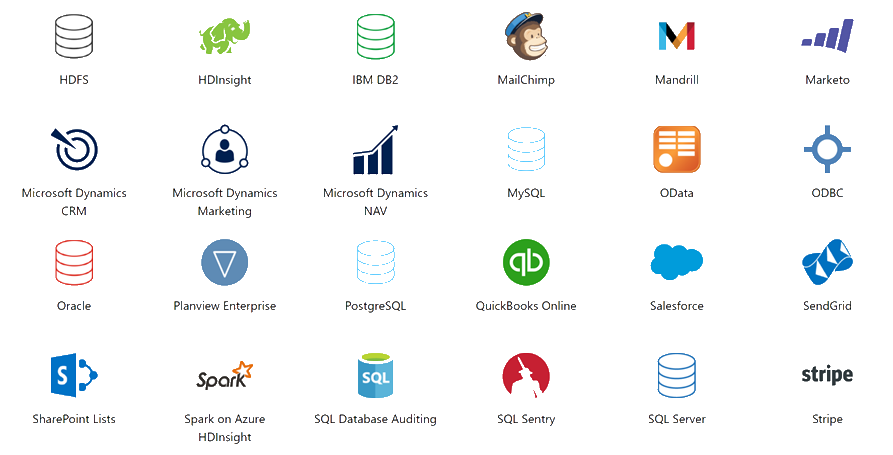 HDFS
HDInsight
IBM DB2
MailChimp
Mandrill
Marketo
Microsoft Dynamics
CRM
Microsoft Dynamics
Marketing
Microsoft Dynamics
NAV
MySQL
OData
ODBC
Oracle
Planview Enterprise
PostgreSQL
qb
QuickBooks Online
Salesforce
SendGrid
S
SharePoint Lists
Spark
Spark on Azure
HDInsight
SQL
SQL Database Auditing
SQL Sentry
SQL Server
stripe
Stripe